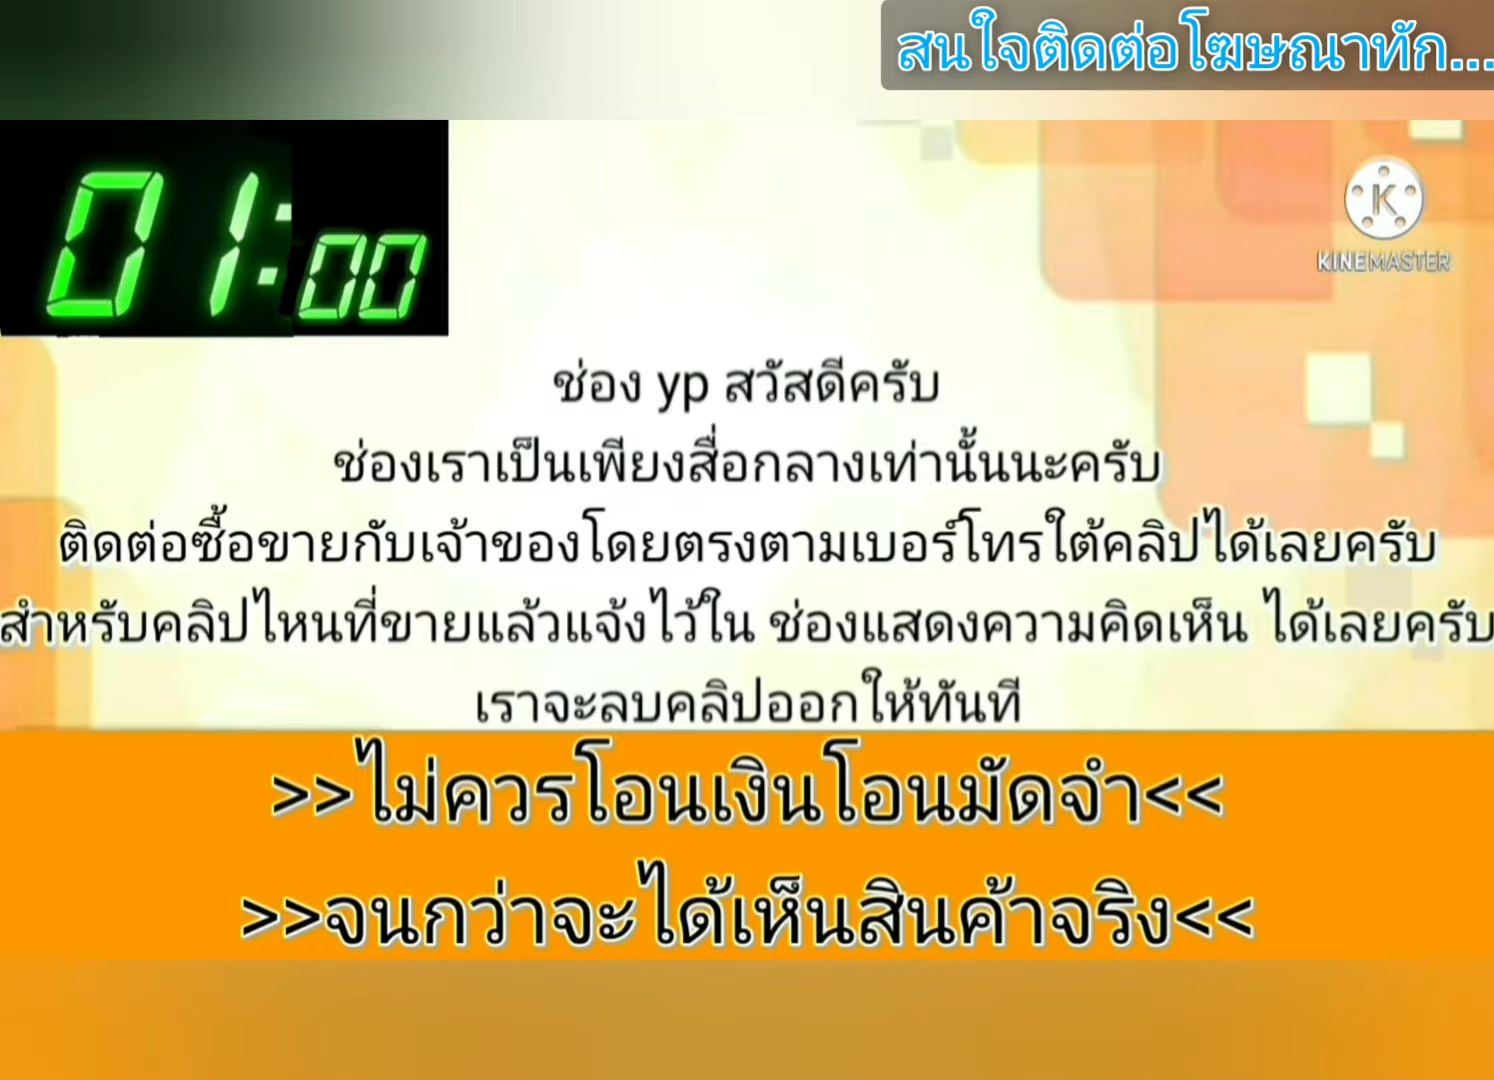 สนใจติดต่อโฆษณาทัก...
01:00
KINEMASTER
ช่อง yp สวัสดีครับ
ช่องเราเป็นเพียงสื่อกลางเท่านั้นนะครับ
ติดต่อซื้อขายกับเจ้าของโดยตรงตามเบอร์โทรใต้คลิปได้เลยครับ
สำหรับคลิปไหนที่ขายแล้วแจ้งไว้ใน ช่องแสดงความคิดเห็น ได้เลยครับ
เราจะลบคลิปออกให้ทันที
>>ไม่ควรโอนเงินโอนมัดจำ<<
>>จนกว่าจะได้เห็นสินค้าจริง<<